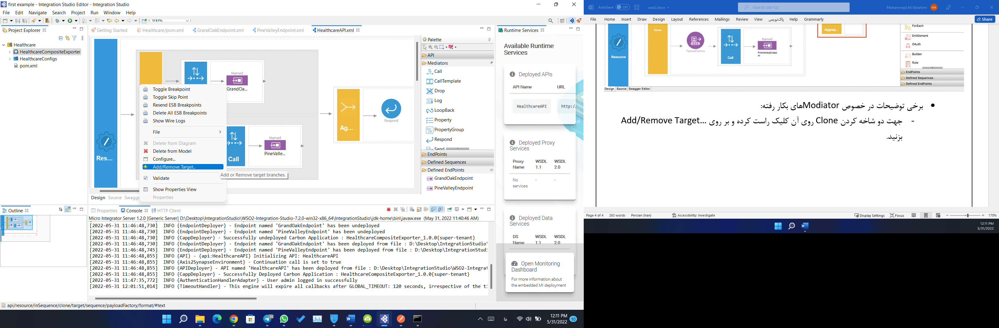 first example - Integration Studio Editor - Integration Studio
File Edit Navigate Search Project Run Window Help
100%
Project Explorer
Healthcare
HealthcareCompositeExporter
HealthcareConfigs
pom.xml
Getting Started Healthcare/pom.xml GrandOakEndpoint.xml PineValleyEndpoint.xml HealthcareAPI.xml
Res...
Named
GrandOa...
Call
Named
PineValle...
Ag...
Respond
Toggle Breakpoint
Toggle Skip Point
Resend ESB Breakpoints
Delete All ESB Breakpoints
Show Wire Logs
File
Delete from Diagram
Delete from Model
Configure...
Add/Remove Target..
Add or Remove target branches.
Validate
Show Properties View
Properties
Design Source Swagge
Palette
API
Mediators
Call
CallTemplate
Drop
Log
LoopBack
Property
PropertyGroup
Respond
Send
EndPoints
Defined Sequences
Defined EndPoints
GrandOakEndpoint
PineValleyEndpoint
Runtime Services
Available Runtime
Services
Deployed APIs
API Name URL
HealthcareAPI http:/
Deployed Proxy
Services
Proxy Name WSDL 1.1 WSDL 2.0
No services - -
Deployed Data
Services
DS Name WSDL 1.1 WSDL 2.0
Open Monitoring
Dashboard
For more information about
the embedded MI deployment
Outline
Properties Console HTTP Client
Micro Integrator Server 1.2.0 [Generic Server] D:\Desktop\IntegrationStudio\WSO2-Integration-Studio-7.2.0-win32-x86_64\IntegrationStudio\jdk-home\bin\javaw.exe (May 31, 2022 11:40:46 AM)
[2022-05-31 11:46:48,730] INFO {EndpointDeployer} - Endpoint named 'GrandOakEndpoint' has been undeployed
[2022-05-31 11:46:48,730] INFO {EndpointDeployer} - Endpoint named 'PineValleyEndpoint' has been undeployed
[2022-05-31 11:46:48,730] INFO {CappDeployer} - Successfully undeployed Carbon Application : HealthcareCompositeExporter_1.0.0{super-tenant}
[2022-05-31 11:46:48,730] INFO {EndpointDeployer} - Endpoint named 'GrandOakEndpoint' has been deployed from file : D:\Desktop\IntegrationStudio\
[2022-05-31 11:46:48,745] INFO {EndpointDeployer} - Endpoint named 'PineValleyEndpoint' has been deployed from file : D:\Desktop\IntegrationStudi
[2022-05-31 11:46:48,855] INFO {API} - {api:HealthcareAPI} Initializing API: HealthcareAPI
[2022-05-31 11:46:48,855] INFO {Axis2SynapseEnvironment} - Continuation call is set to true
[2022-05-31 11:46:48,855] INFO {APIDeployer} - API named 'HealthcareAPI' has been deployed from file : D:\Desktop\IntegrationStudio\WSO2-Integrat
[2022-05-31 11:46:48,855] INFO {CappDeployer} - Successfully Deployed Carbon Application : HealthcareCompositeExporter_1.0.0{super-tenant}
[2022-05-31 11:47:35,772] INFO {AuthenticationHandlerAdapter} - User admin logged in successfully
[2022-05-31 12:01:51,014] INFO {TimeoutHandler} - This engine will expire all callbacks after GLOBAL_TIMEOUT: 120 seconds, irrespective of the ti
api/resource/inSequence/clone/target/sequence/payloadFactory/format/#text
92
فا
12:11 PM
5/31/2022
10
AutoSave Off wso2.docx Search (Alt+Q) Mohammad Ali Ebrahimi MA
File Home Insert Draw Design Layout References Mailings Review View پاک‌نویس Help Grammarly Share
Clone
Resource
PayloadFactory
Call
Named
PineValleyEndpo
nt
Aggreg...
ForEach
Entitlement
OAuth
Builder
Rule
EndPoints
Defined Sequences
Defined EndPoints
Design Source Swagger Editor
• برخی توضیحات در خصوص Modiatorهای بکار رفته:
- جهت دو شاخه کردن Clone روی آن کلیک راست کرده و بر روی Add/Remove Target...
بزنید.
Page 4 of 4 263 words Persian (Iran) Accessibility: Investigate Display Settings Focus 170%
12:11 PM
5/31/2022